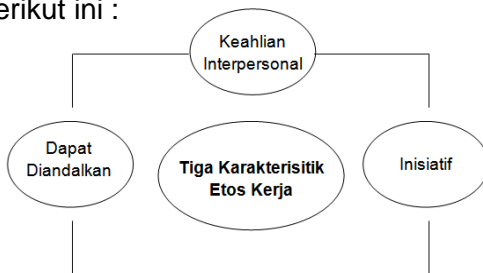 erikut ini :
Keahlian
Interpersonal
Dapat
Diandalkan
Tiga Karakterisitik
Etos Kerja
Inisiatif